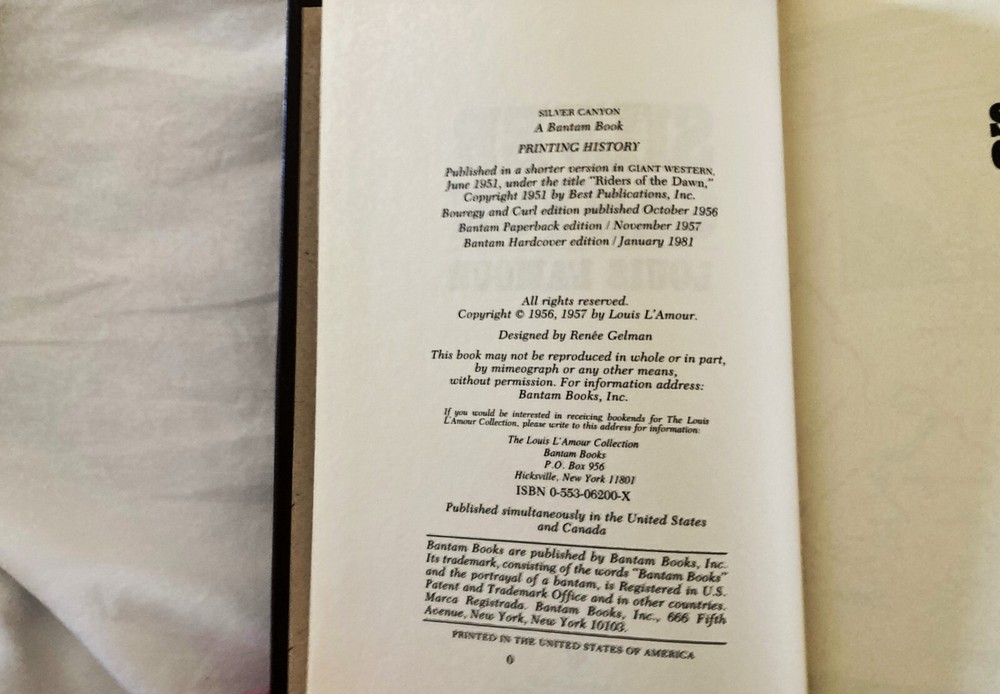 SILVER CANYON
A Bantam Book
PRINTING HISTORY
Published in a shorter version in GIANT WESTERN,
June 1951, under the title "Riders of the Dawn,"
Copyright 1951 by Best Publications, Inc.
Bouregy and Curl edition published October 1956
Bantam Paperback edition / November 1957
Bantam Hardcover edition / January 1981
All rights reserved.
Copyright © 1956, 1957 by Louis L'Amour.
Designed by Renée Gelman
This book may not be reproduced in whole or in part,
by mimeograph or any other means,
without permission. For information address:
Bantam Books, Inc.
If you would be interested in receiving bookends for The Louis
L'Amour Collection, please write to this address for information:
The Louis L'Amour Collection
Bantam Books
P.O. Box 956
Hicksville, New York 11801
ISBN 0-553-06200-X
Published simultaneously in the United States
and Canada
Bantam Books are published by Bantam Books, Inc.
Its trademark, consisting of the words "Bantam Books"
and the portrayal of a bantam, is Registered in U.S.
Patent and Trademark Office and in other countries.
Marca Registrada. Bantam Books, Inc., 666 Fifth
Avenue, New York, New York 10103.
PRINTED IN THE UNITED STATES OF AMERICA
0